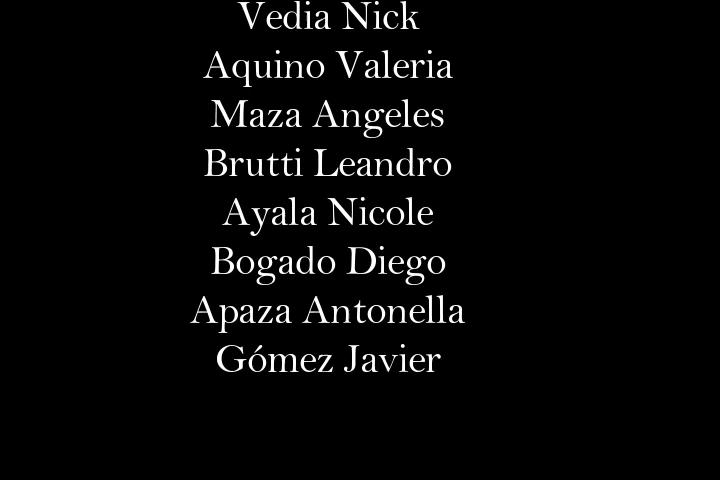 Vedia Nick
Aquino Valeria
Maza Angeles
Brutti Leandro
Ayala Nicole
Bogado Diego
Apaza Antonella
Gómez Javier